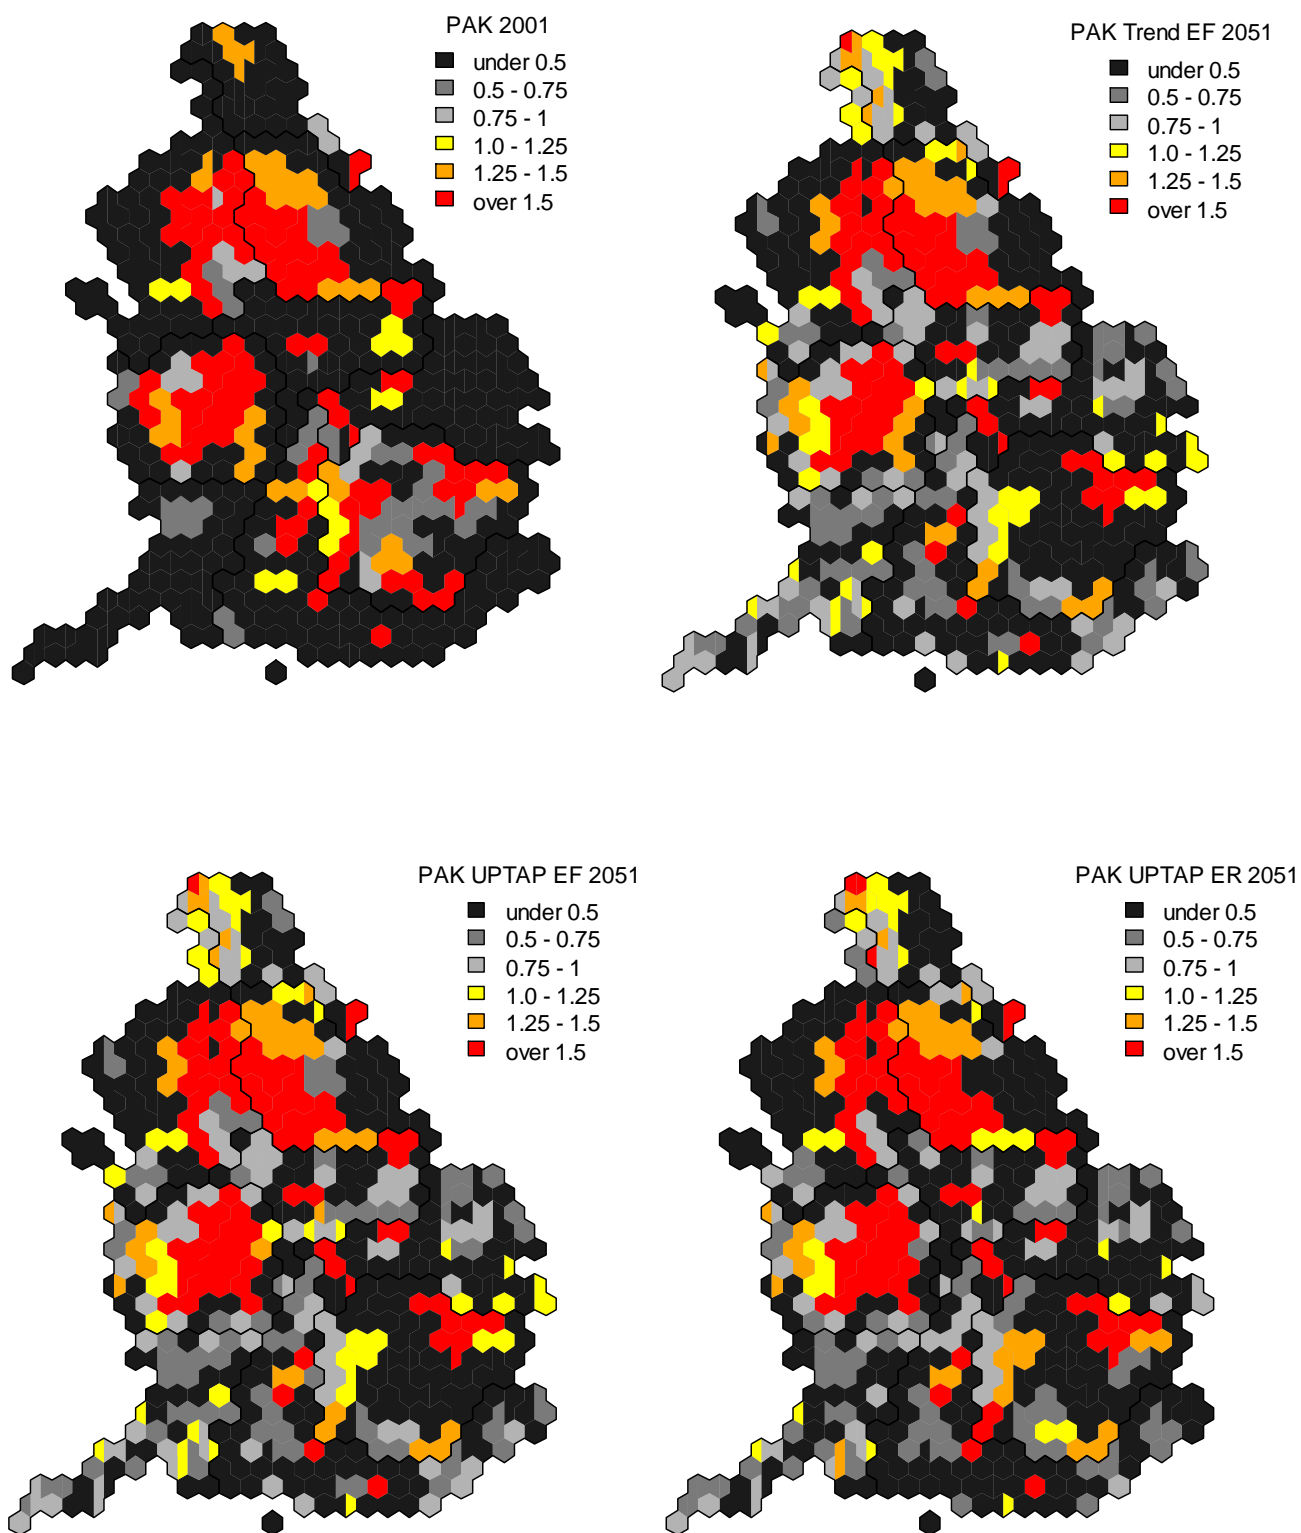 PAK 2001
under 0.5
0.5 - 0.75
0.75 - 1
1.0 - 1.25
1.25 - 1.5
over 1.5
PAK Trend EF 2051
under 0.5
0.5 - 0.75
0.75 - 1
1.0 - 1.25
1.25 - 1.5
over 1.5
PAK UPTAP EF 2051
under 0.5
0.5 - 0.75
0.75 - 1
1.0 - 1.25
1.25 - 1.5
over 1.5
PAK UPTAP ER 2051
under 0.5
0.5 - 0.75
0.75 - 1
1.0 - 1.25
1.25 - 1.5
over 1.5